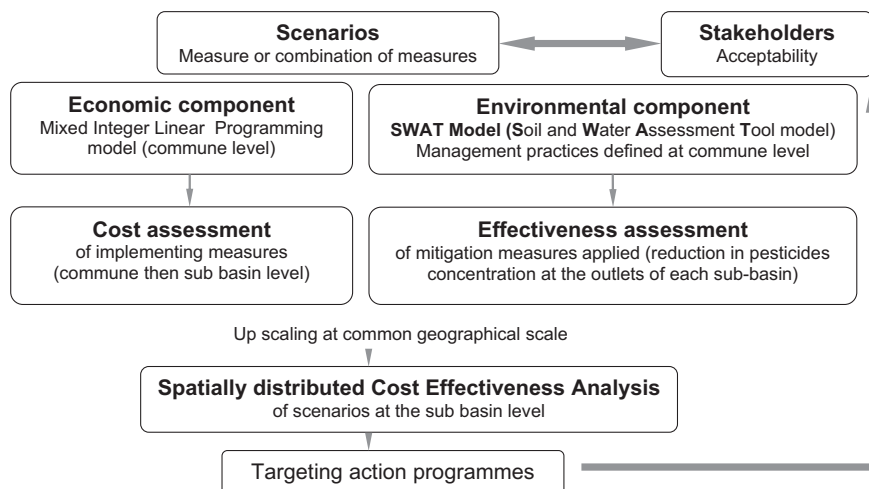 Scenarios
Measure or combination of measures
Stakeholders
Acceptability
Economic component
Mixed Integer Linear Programming
model (commune level)
Environmental component
SWAT Model (Soil and Water Assessment Tool model)
Management practices defined at commune level
Cost assessment
of implementing measures
(commune then sub basin level)
Effectiveness assessment
of mitigation measures applied (reduction in pesticides
concentration at the outlets of each sub-basin)
Up scaling at common geographical scale
Spatially distributed Cost Effectiveness Analysis
of scenarios at the sub basin level
Targeting action programmes